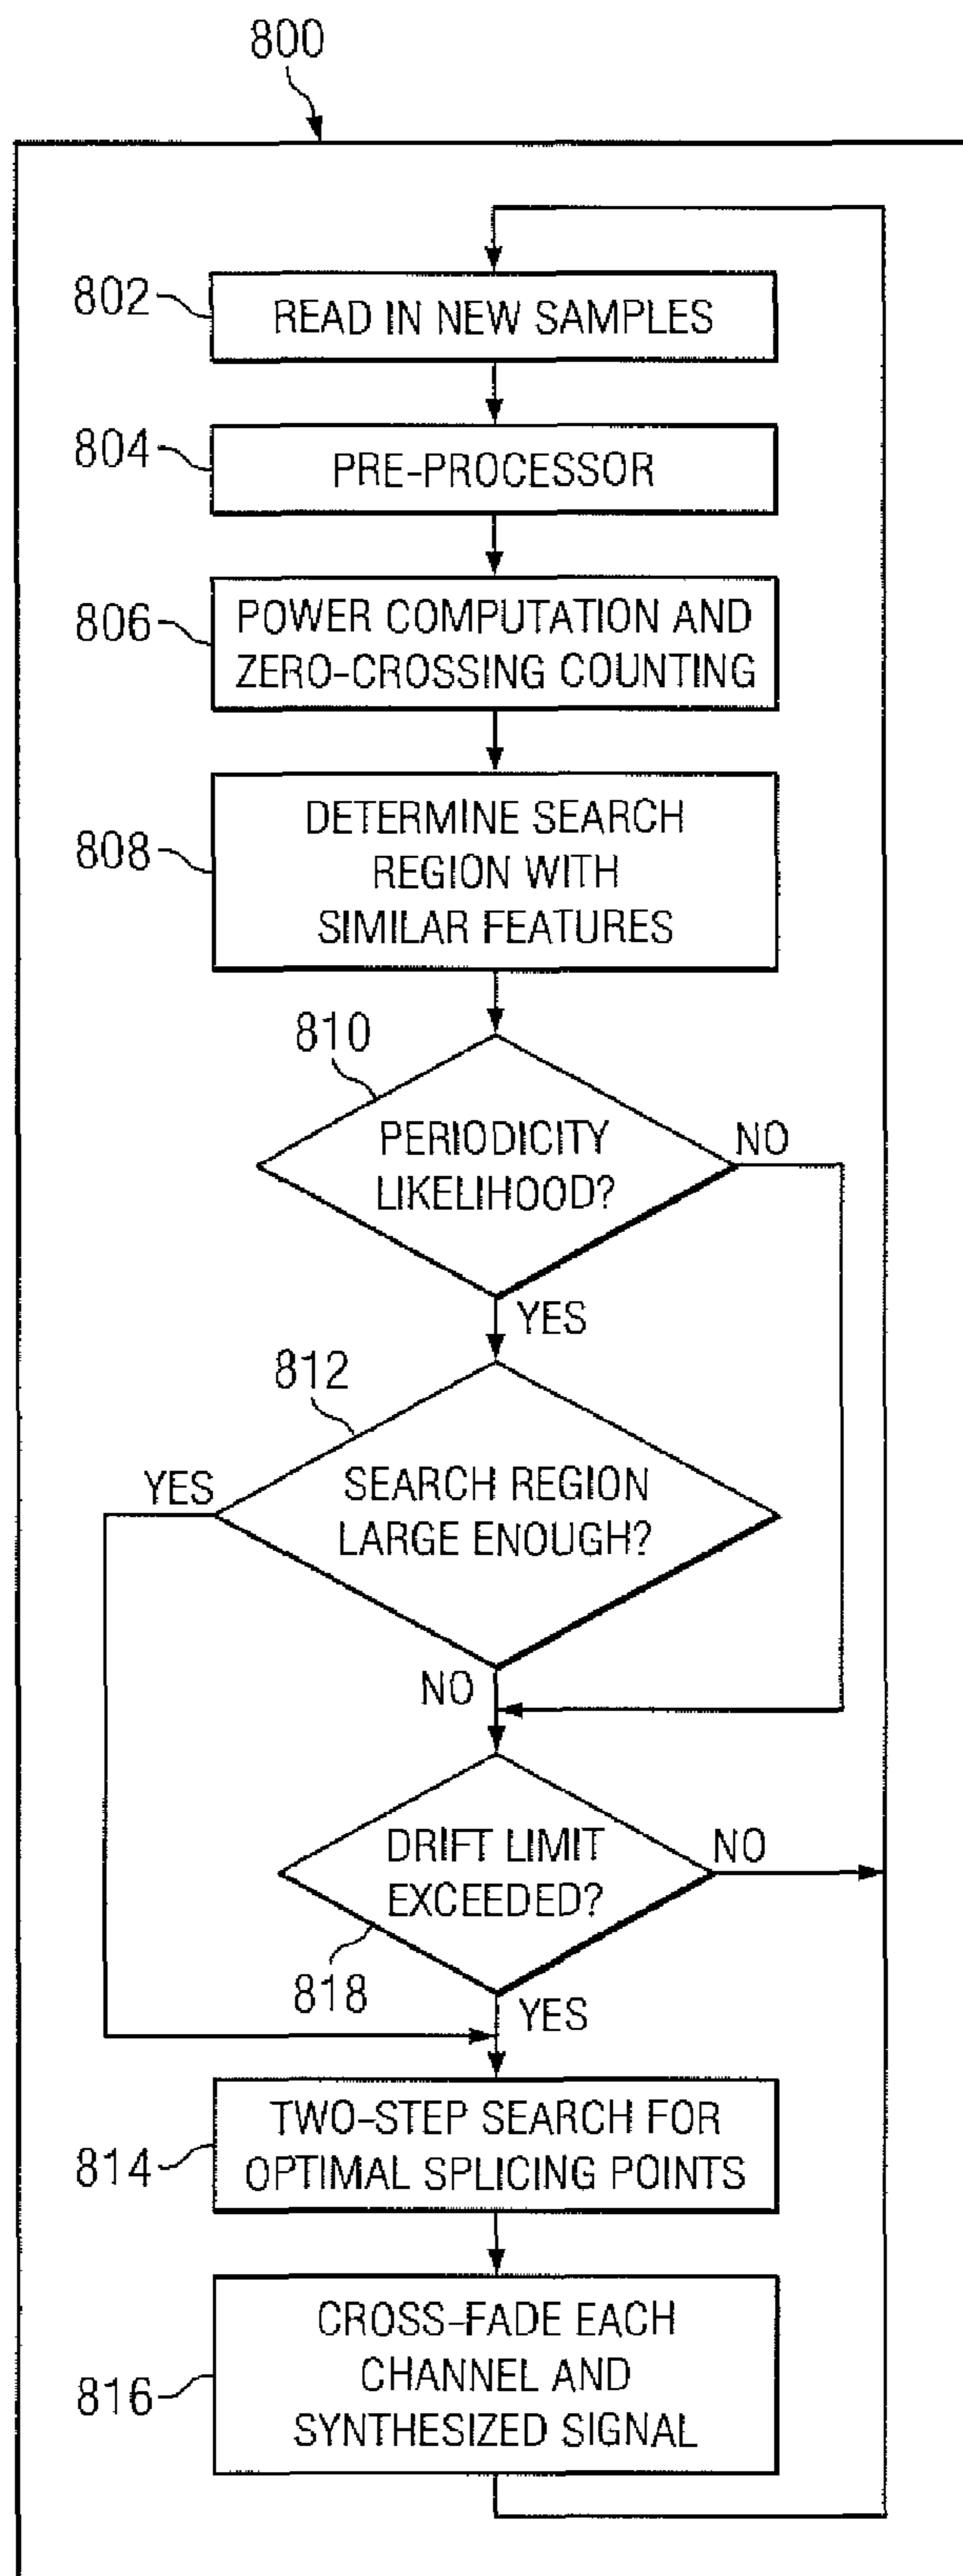 800
802
READ IN NEW SAMPLES
804
PRE-PROCESSOR
806
POWER COMPUTATION AND
ZERO-CROSSING COUNTING
808
DETERMINE SEARCH
REGION WITH
SIMILAR FEATURES
810
PERIODICITY
LIKELIHOOD?
NO
YES
812
YES
SEARCH REGION
LARGE ENOUGH?
NO
DRIFT LIMIT
EXCEEDED?
NO
818
YES
814
TWO-STEP SEARCH FOR
OPTIMAL SPLICING POINTS
816
CROSS-FADE EACH
CHANNEL AND
SYNTHESIZED SIGNAL